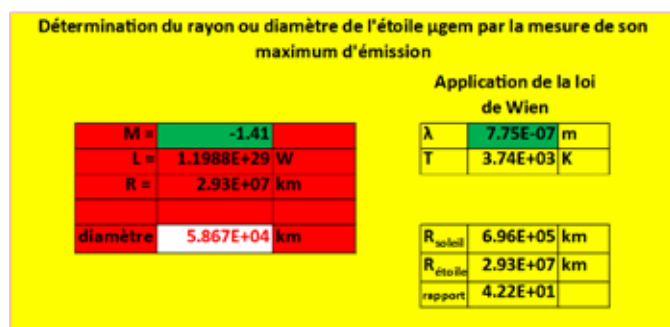 Détermination du rayon ou diamètre de l'étoile µgem par la mesure de son
maximum d'émission
Application de la loi
de Wien
M = -1.41
L = 1.1988E+29 W
R = 2.93E+07 km
diamètre 5.867E+04 km
λ 7.75E-07 m
T 3.74E+03 K
Rsoleil 6.96E+05 km
Rétoile 2.93E+07 km
rapport 4.22E+01